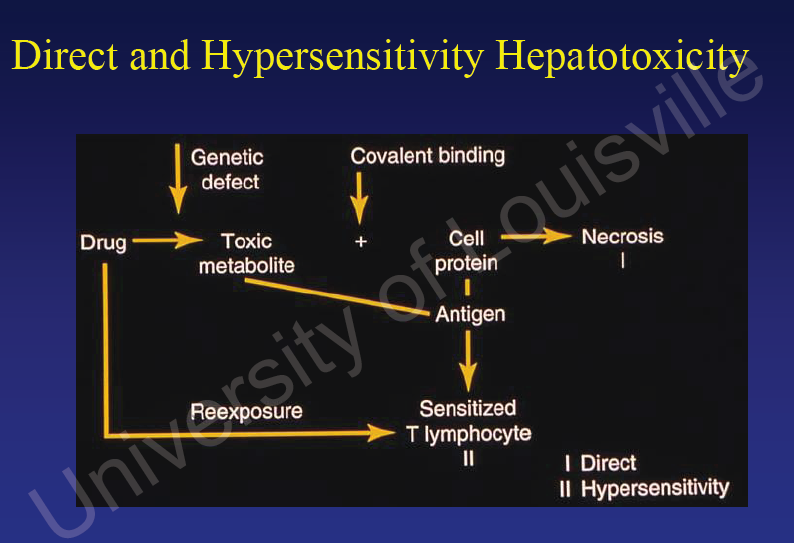 Direct and Hypersensitivity Hepatotoxicity
Genetic
defect
Covalent binding
Drug
Toxic
metabolite
+
Cell
protein
Necrosis
I
Antigen
Reexposure
Sensitized
T lymphocyte
II
I Direct
II Hypersensitivity
University of Louisville